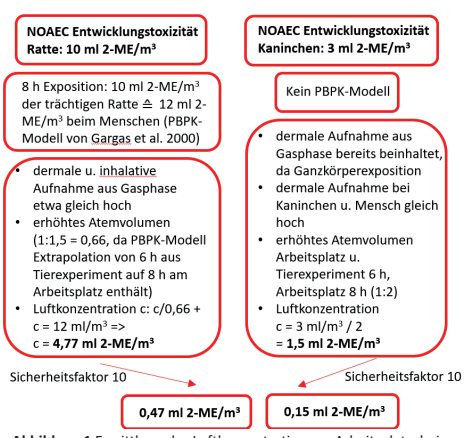 NOAEC Entwicklungstoxizität
Ratte: 10 ml 2-ME/m³
8 h Exposition: 10 ml 2-ME/m³
der trächtigen Ratte ≙ 12 ml 2-
ME/m³ beim Menschen (PBPK-
Modell von Gargas et al. 2000)
• dermale u. inhalative
Aufnahme aus Gasphase
etwa gleich hoch
• erhöhtes Atemvolumen
(1:1,5 = 0,66, da PBPK-Modell
Extrapolation von 6 h aus
Tierexperiment auf 8 h am
Arbeitsplatz enthält)
• Luftkonzentration c: c/0,66 +
c = 12 ml/m³ =>
c = 4,77 ml 2-ME/m³
Sicherheitsfaktor 10
0,47 ml 2-ME/m³
NOAEC Entwicklungstoxizität
Kaninchen: 3 ml 2-ME/m³
Kein PBPK-Modell
• dermale Aufnahme aus
Gasphase bereits beinhaltet,
da Ganzkörperexposition
• dermale Aufnahme bei
Kaninchen u. Mensch gleich
hoch
• erhöhtes Atemvolumen
Arbeitsplatz u.
Tierexperiment 6 h,
Arbeitsplatz 8 h (1:2)
• Luftkonzentration
c = 3 ml/m³ / 2
= 1,5 ml 2-ME/m³
Sicherheitsfaktor 10
0,15 ml 2-ME/m³